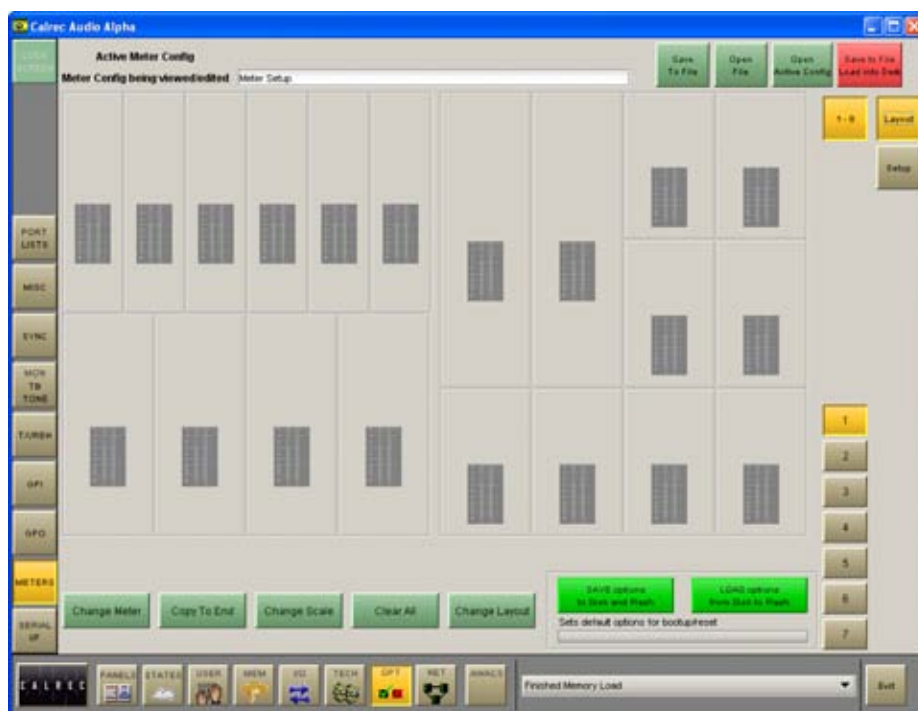 Calrec Audio Alpha
Active Meter Config
Meter Config being viewed/edited
Meter Setup
Save
To File
Open
File
Open
Active Config
Save to File
Load into Desk
Layout
Setup
PORT
LISTS
MISC
SYNC
MON
TB
TONE
GPI
GPO
METERS
SERIAL
1
2
3
4
5
6
7
Change Meter
Copy To End
Change Scale
Clear All
Change Layout
SAVE options
to Disk and Flash
LOAD options
from Disk to Flash
Sets default options for bootup/reset
CALREC
PANELS
STATES
USER
MEM
I/O
TECH
OPT
NET
AWACS
Finished Memory Load
Exit